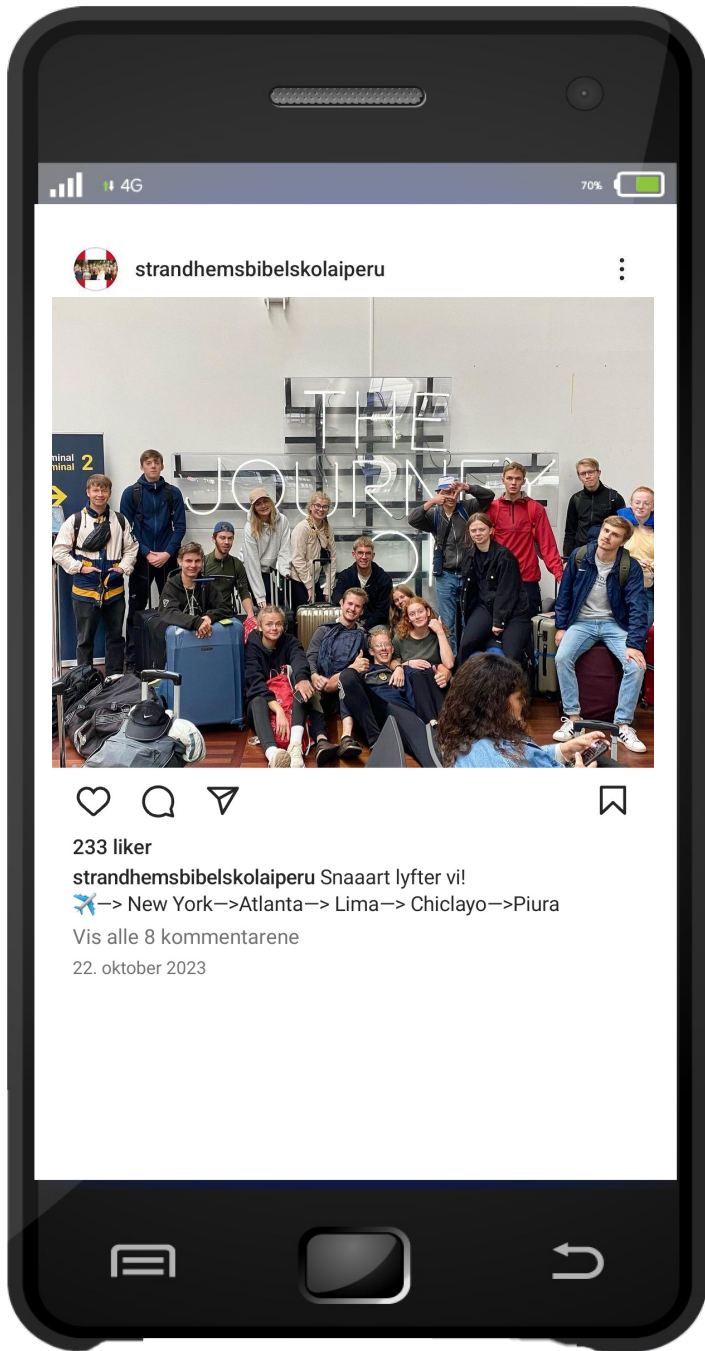 4G
70%
strandhemsbibelskolaiperu
THE
JOURNEY
2
233 liker
strandhemsbibelskolaiperu Snaaart lyfter vi!
✈️—> New York—>Atlanta—> Lima—> Chiclayo—>Piura
Vis alle 8 kommentarene
22. oktober 2023